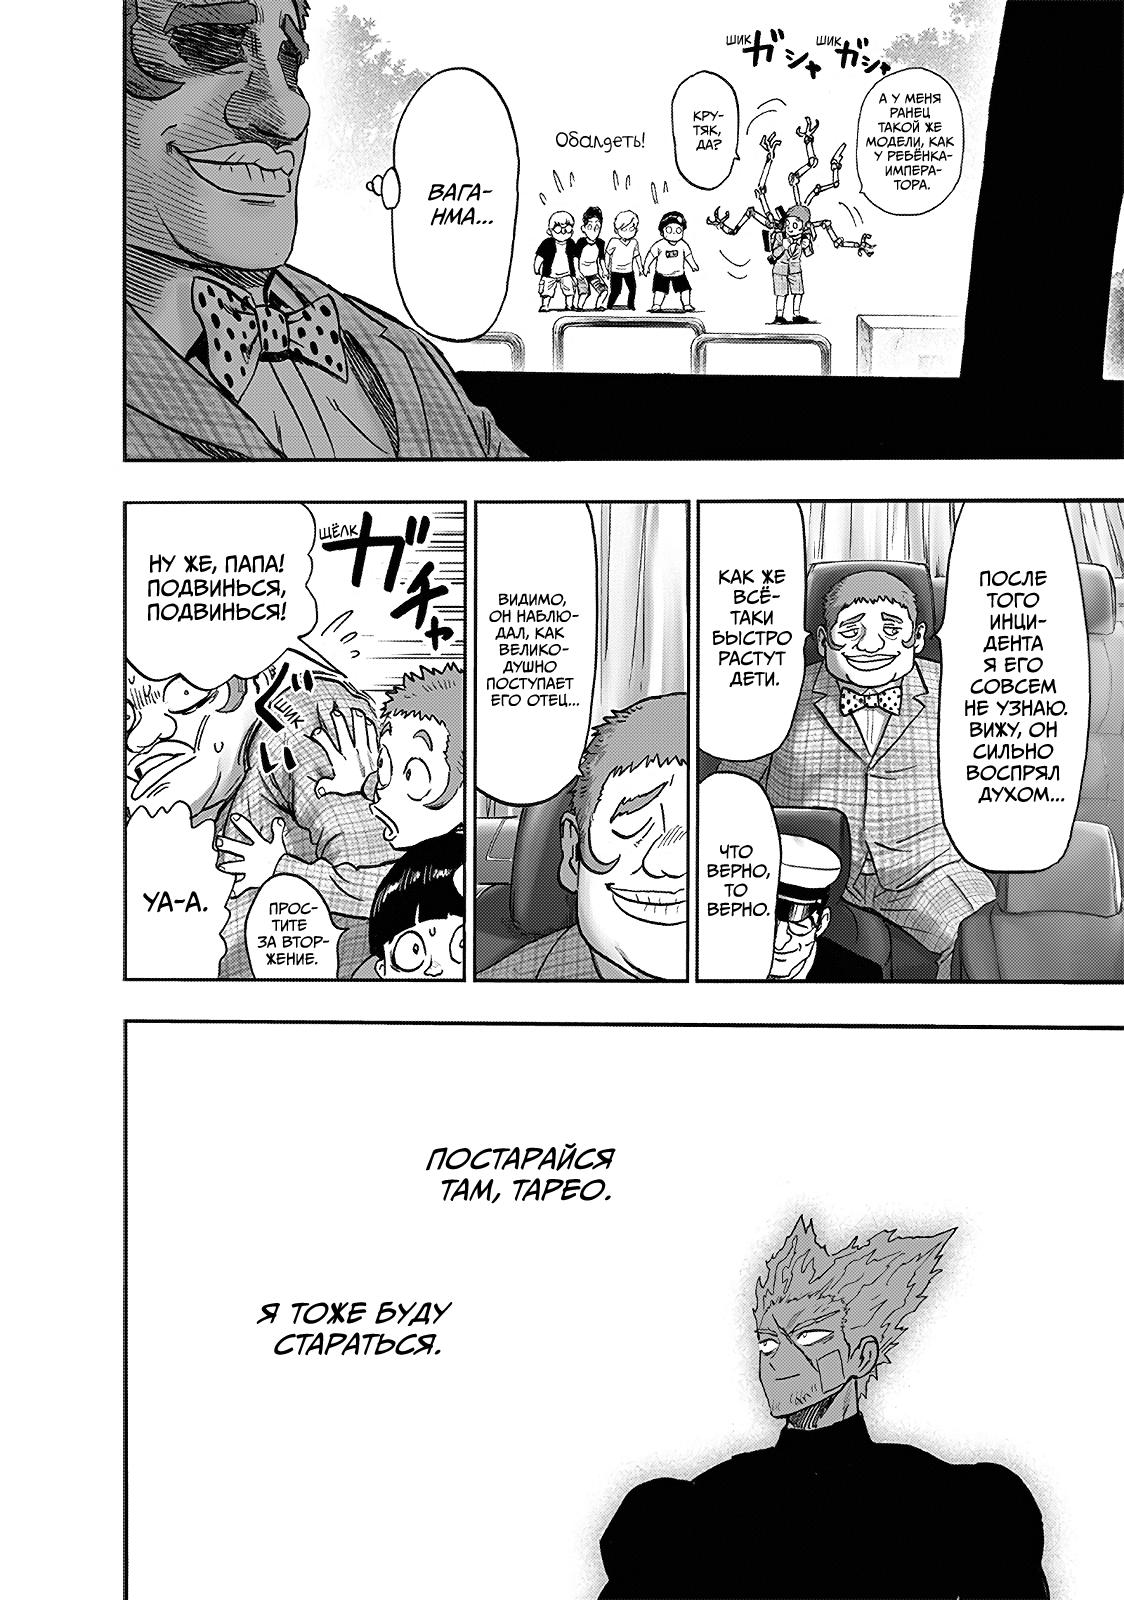 ШИК
ガシャ
ШИК
ガシャ
А У МЕНЯ
РАНЕЦ
ТАКОЙ ЖЕ
МОДЕЛИ, КАК
У РЕБЁНКА-
ИМПЕРА-
ТОРА.
КРУ-
ТЯК,
ДА?
Обалдеть!
ВАГА-
НМА...
ПОСЛЕ
ТОГО
ИНЦИ-
ДЕНТА
Я ЕГО
СОВСЕМ
НЕ УЗНАЮ.
ВИЖУ, ОН
СИЛЬНО
ВОСПРЯЛ
ДУХОМ...
КАК ЖЕ
ВСЁ-
ТАКИ
БЫСТРО
РАСТУТ
ДЕТИ.
ЧТО
ВЕРНО,
ТО
ВЕРНО.
ВИДИМО,
ОН НАБЛЮ-
ДАЛ, КАК
ВЕЛИКО-
ДУШНО
ПОСТУПАЕТ
ЕГО ОТЕЦ...
ЩЁЛК
ガチャ
НУ ЖЕ, ПАПА!
ПОДВИНЬСЯ,
ПОДВИНЬСЯ!
ШИК
ぐ
УА-А.
ПРОС-
ТИТЕ
ЗА ВТОР-
ЖЕНИЕ.
ПОСТАРАЙСЯ
ТАМ, ТАРЕО.
Я ТОЖЕ БУДУ
СТАРАТЬСЯ.